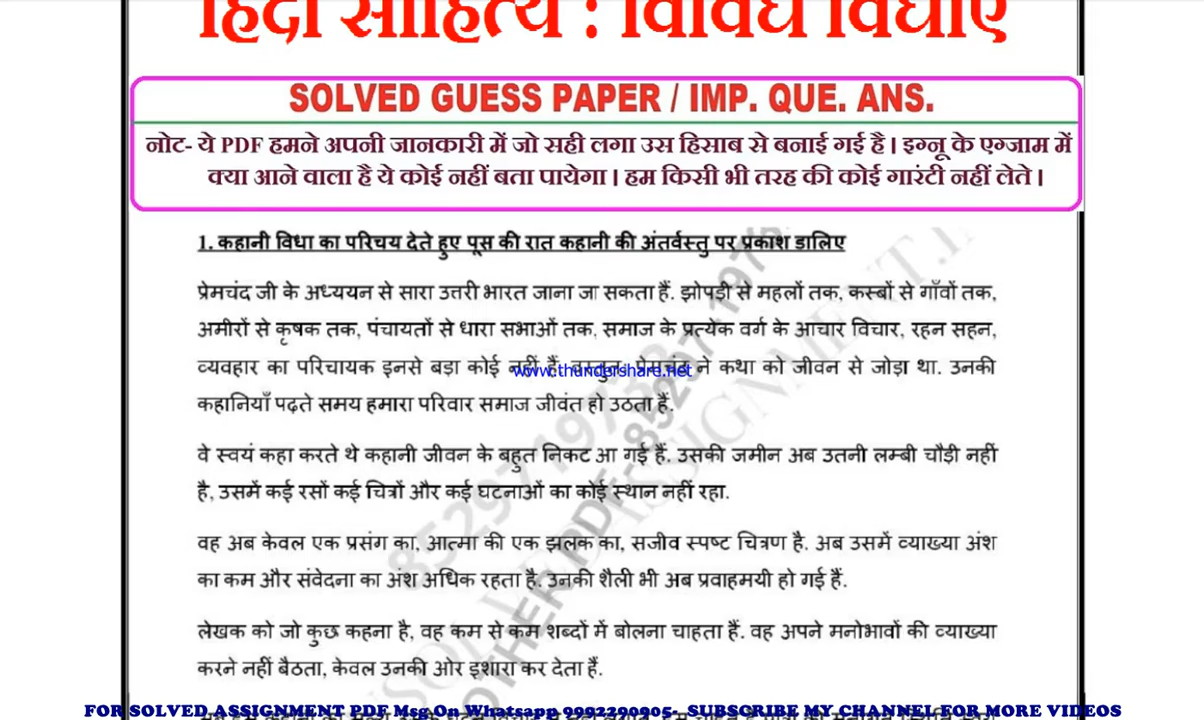 हिंदी साहित्य : विविध विधाएँ
SOLVED GUESS PAPER / IMP. QUE. ANS.
नोट- ये PDF हमने अपनी जानकारी में जो सही लगा उस हिसाब से बनाई गई है । इग्नू के एग्जाम में
क्या आने वाला है ये कोई नहीं बता पायेगा । हम किसी भी तरह की कोई गारंटी नहीं लेते ।
1. कहानी विधा का परिचय देते हुए पूस की रात कहानी की अंतर्वस्तु पर प्रकाश डालिए
प्रेमचंद जी के अध्ययन से सारा उत्तरी भारत जाना जा सकता हैं. झोपड़ी से महलों तक, कस्बों से गाँवों तक,
अमीरों से कृषक तक, पंचायतों से धारा सभाओं तक, समाज के प्रत्येक वर्ग के आचार विचार, रहन सहन,
व्यवहार का परिचायक इनसे बड़ा कोई नहीं हैं. वस्तुतः प्रेमचंद ने कथा को जीवन से जोड़ा था. उनकी
www.thundershare.net
कहानियाँ पढ़ते समय हमारा परिवार समाज जीवंत हो उठता हैं.
वे स्वयं कहा करते थे कहानी जीवन के बहुत निकट आ गई हैं. उसकी जमीन अब उतनी लम्बी चौड़ी नहीं
है, उसमें कई रसों कई चित्रों और कई घटनाओं का कोई स्थान नहीं रहा.
वह अब केवल एक प्रसंग का, आत्मा की एक झलक का, सजीव स्पष्ट चित्रण है. अब उसमें व्याख्या अंश
का कम और संवेदना का अंश अधिक रहता है. उनकी शैली भी अब प्रवाहमयी हो गई हैं.
लेखक को जो कुछ कहना है, वह कम से कम शब्दों में बोलना चाहता हैं. वह अपने मनोभावों की व्याख्या
करने नहीं बैठता, केवल उनकी ओर इशारा कर देता हैं.
FOR SOLVED ASSIGNMENT PDF Msg On Whatsapp 9992290905- SUBSCRIBE MY CHANNEL FOR MORE VIDEOS